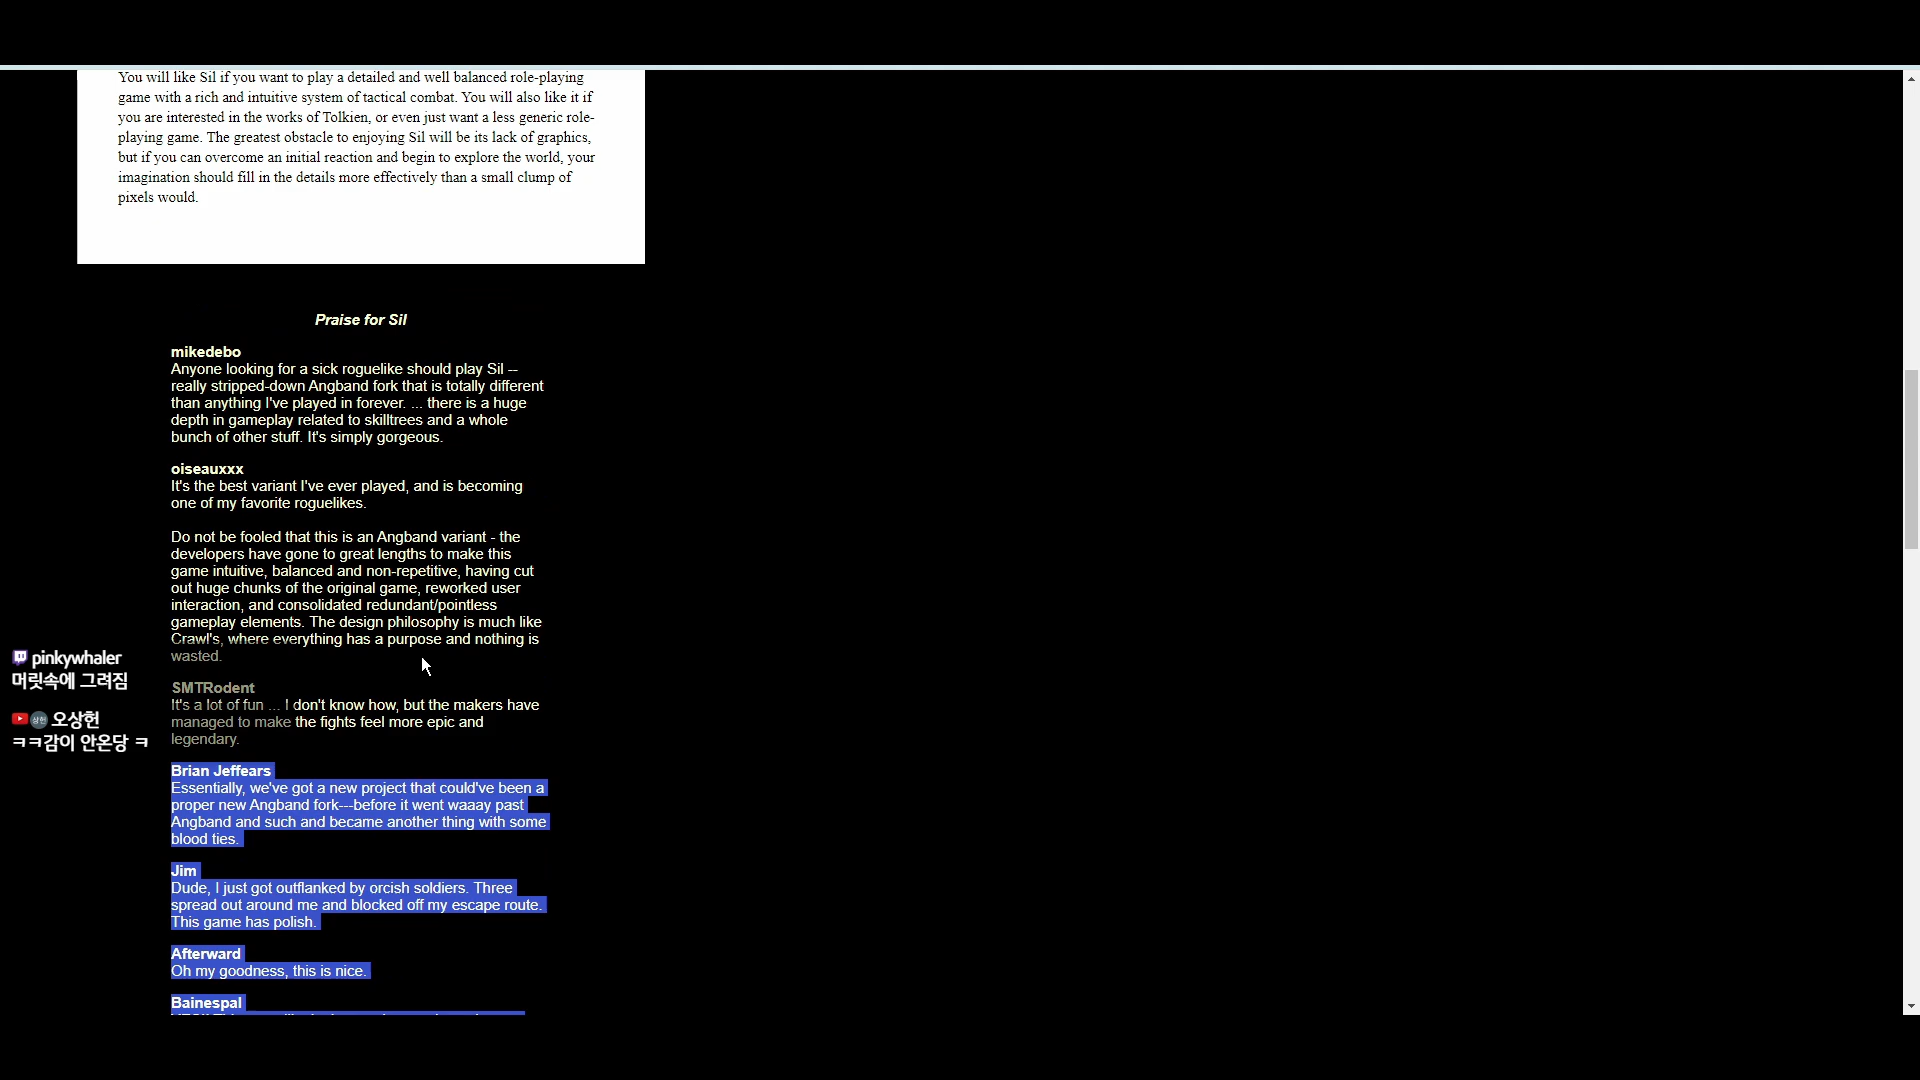 You will like Sil if you want to play a detailed and well balanced role-playing
game with a rich and intuitive system of tactical combat. You will also like it if
you are interested in the works of Tolkien, or even just want a less generic role-
playing game. The greatest obstacle to enjoying Sil will be its lack of graphics,
but if you can overcome an initial reaction and begin to explore the world, your
imagination should fill in the details more effectively than a small clump of
pixels would.
Praise for Sil
mikedebo
Anyone looking for a sick roguelike should play Sil --
really stripped-down Angband fork that is totally different
than anything I've played in forever. ... there is a huge
depth in gameplay related to skilltrees and a whole
bunch of other stuff. It's simply gorgeous.
oiseauxxx
It's the best variant I've ever played, and is becoming
one of my favorite roguelikes.
Do not be fooled that this is an Angband variant - the
developers have gone to great lengths to make this
game intuitive, balanced and non-repetitive, having cut
out huge chunks of the original game, reworked user
interaction, and consolidated redundant/pointless
gameplay elements. The design philosophy is much like
Crawl's, where everything has a purpose and nothing is
wasted.
SMTRodent
It's a lot of fun ... I don't know how, but the makers have
managed to make the fights feel more epic and
legendary.
Brian Jeffears
Essentially, we've got a new project that could've been a
proper new Angband fork---before it went waaay past
Angband and such and became another thing with some
blood ties.
Jim
Dude, I just got outflanked by orcish soldiers. Three
spread out around me and blocked off my escape route.
This game has polish.
Afterward
Oh my goodness, this is nice.
Bainespal
pinkywhaler
머릿속에 그려짐
상헌 오상헌
ㅋㅋ감이 안온당 ㅋ